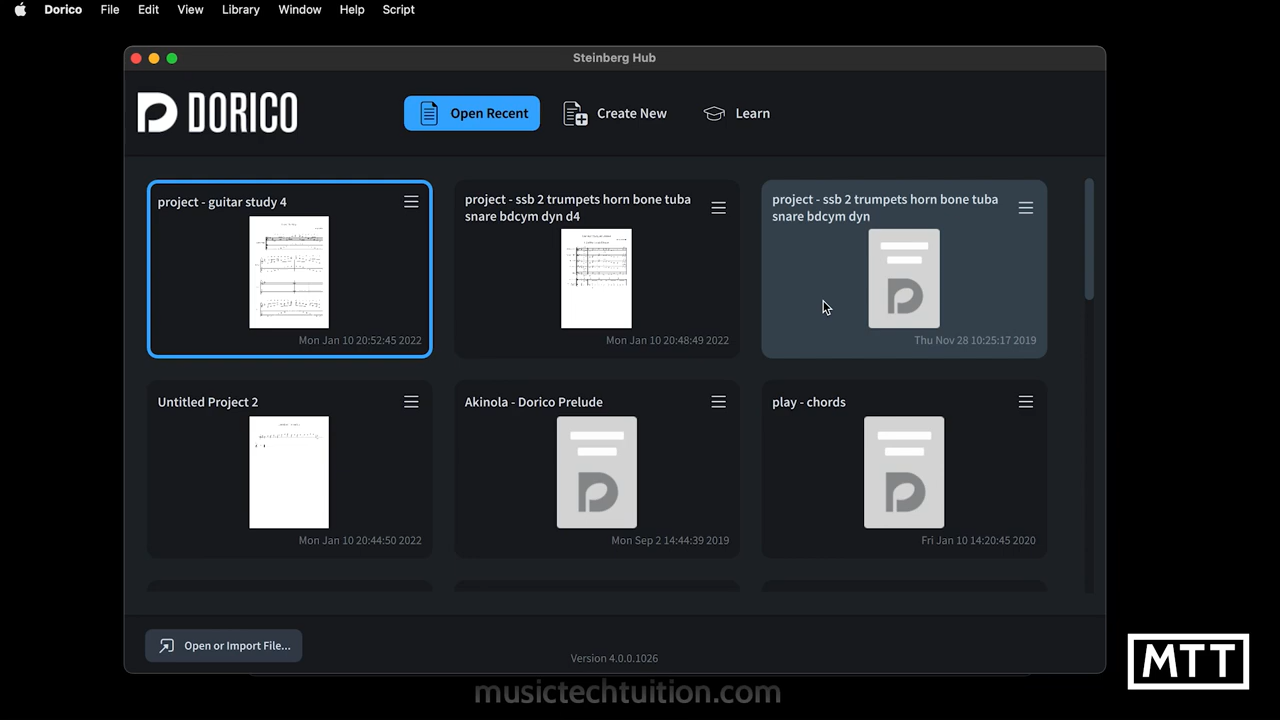 Dorico File Edit View Library Window Help Script
Steinberg Hub
DORICO
Open Recent
Create New
Learn
project - guitar study 4
Mon Jan 10 20:52:45 2022
project - ssb 2 trumpets horn bone tuba
snare bdcym dyn d4
Mon Jan 10 20:48:49 2022
project - ssb 2 trumpets horn bone tuba
snare bdcym dyn
Thu Nov 28 10:25:17 2019
Untitled Project 2
Mon Jan 10 20:44:50 2022
Akinola - Dorico Prelude
Mon Sep 2 14:44:39 2019
play - chords
Fri Jan 10 14:20:45 2020
Open or Import File...
Version 4.0.0.1026
MTT
musictechtuition.com